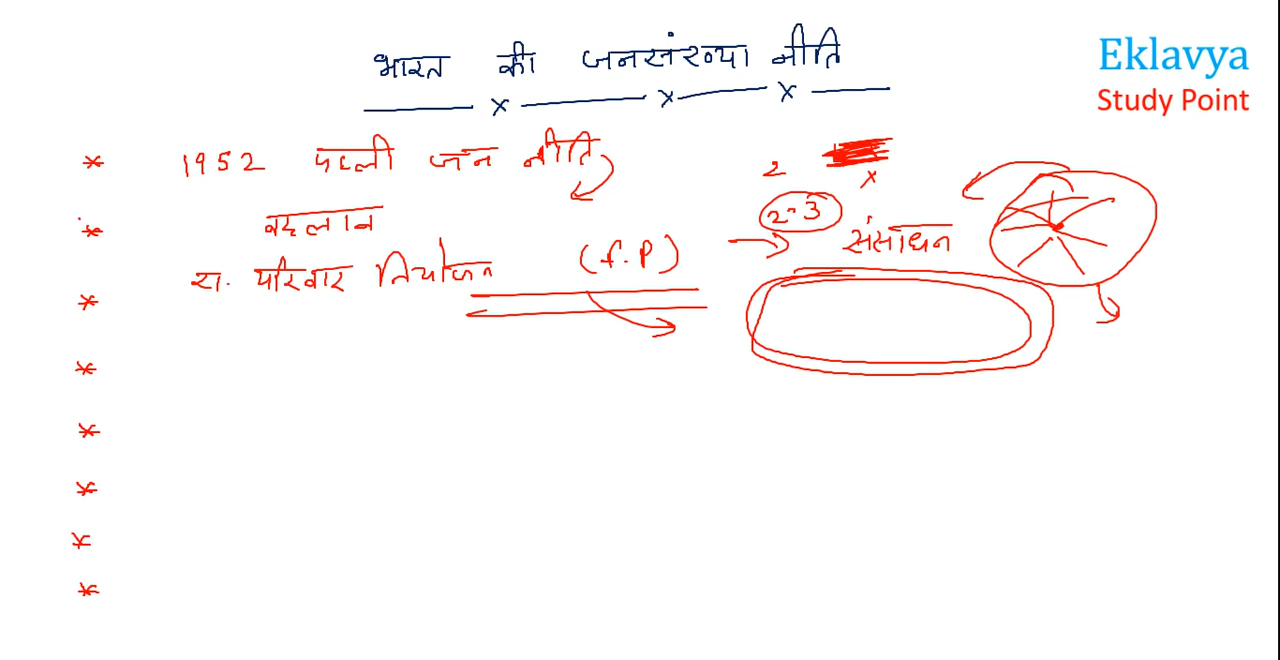 भारत की जनसंख्या नीति
Eklavya
Study Point
* 1952 पहली जन नीति
2 x
* बदलाव
2-3
रा. परिवार नियोजन (f.P) → संसाधन
*
*
*
*
*
*